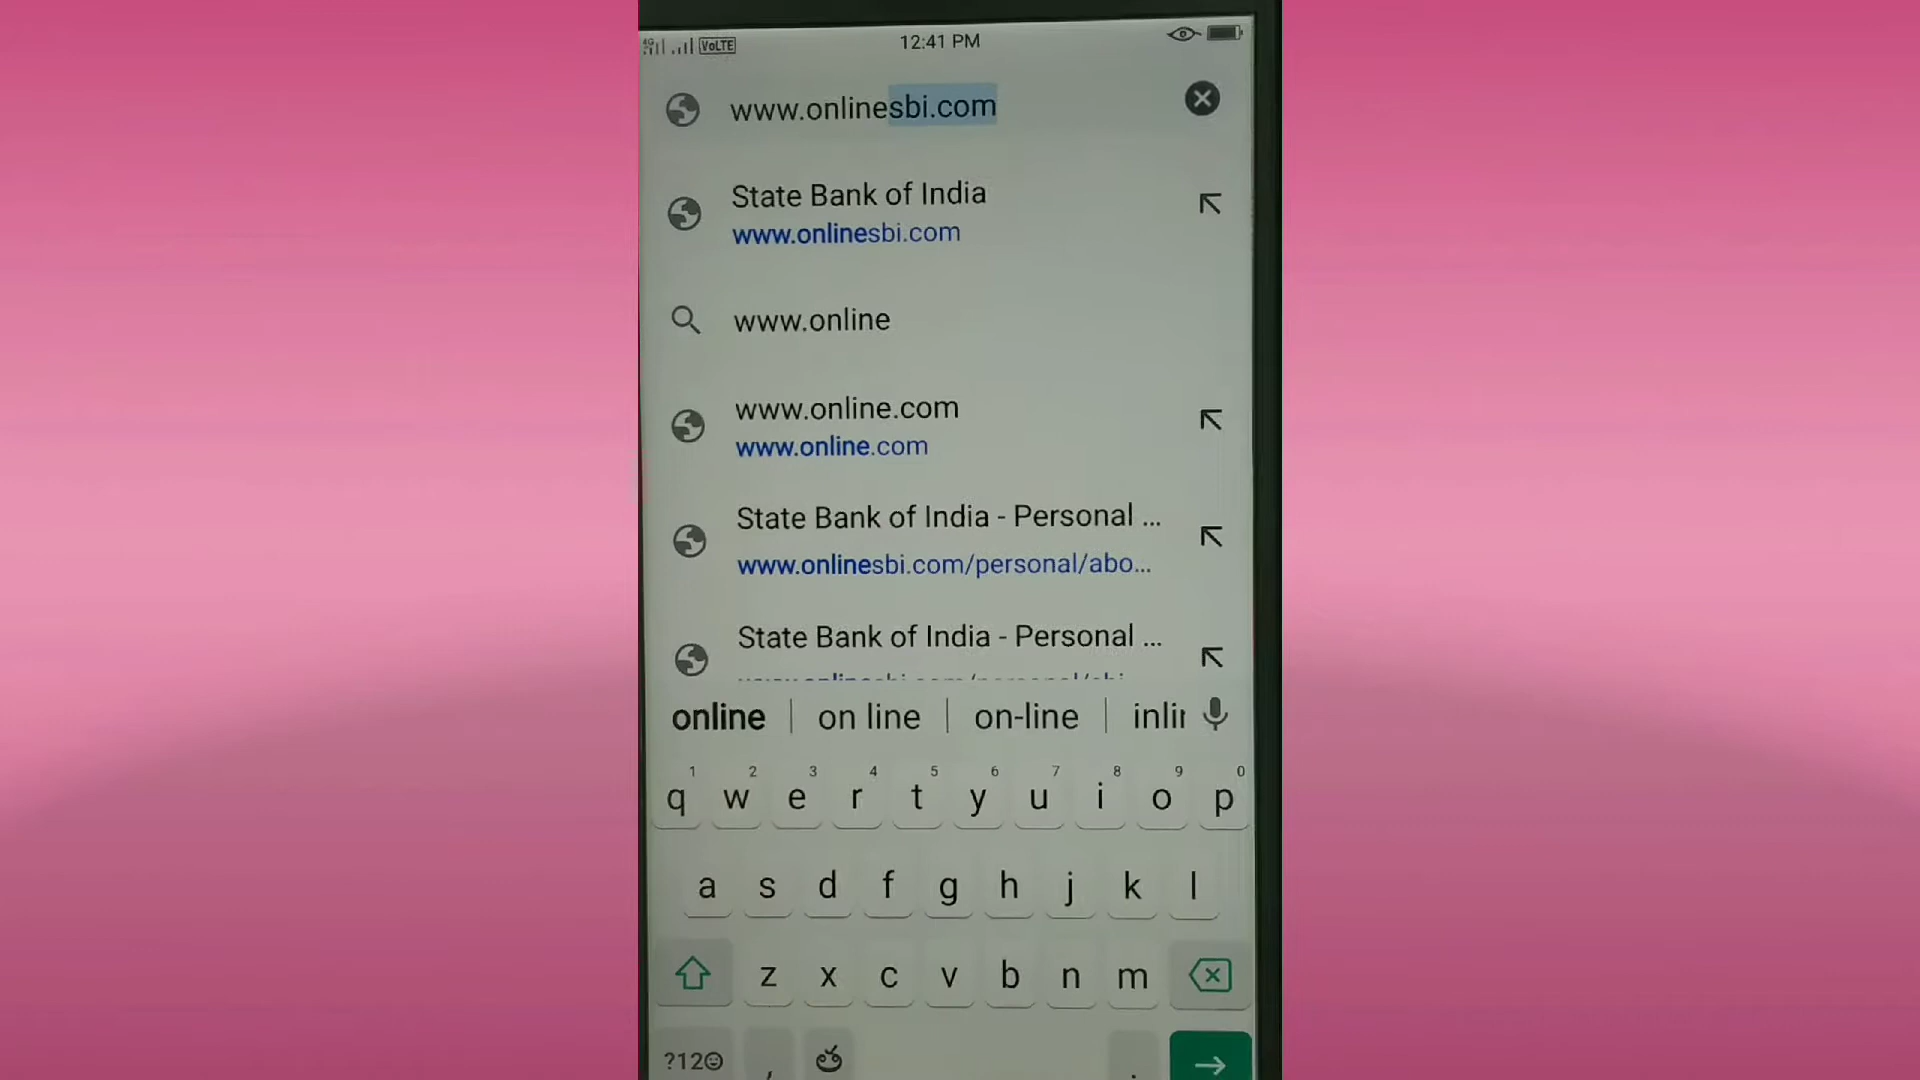 4G VoLTE 12:41 PM
www.onlinesbi.com
State Bank of India
www.onlinesbi.com
www.online
www.online.com
www.online.com
State Bank of India - Personal ...
www.onlinesbi.com/personal/abo...
State Bank of India - Personal ...
online | on line | on-line | inlin
1 2 3 4 5 6 7 8 9 0
q w e r t y u i o p
a s d f g h j k l
z x c v b n m
?12☺ , త .